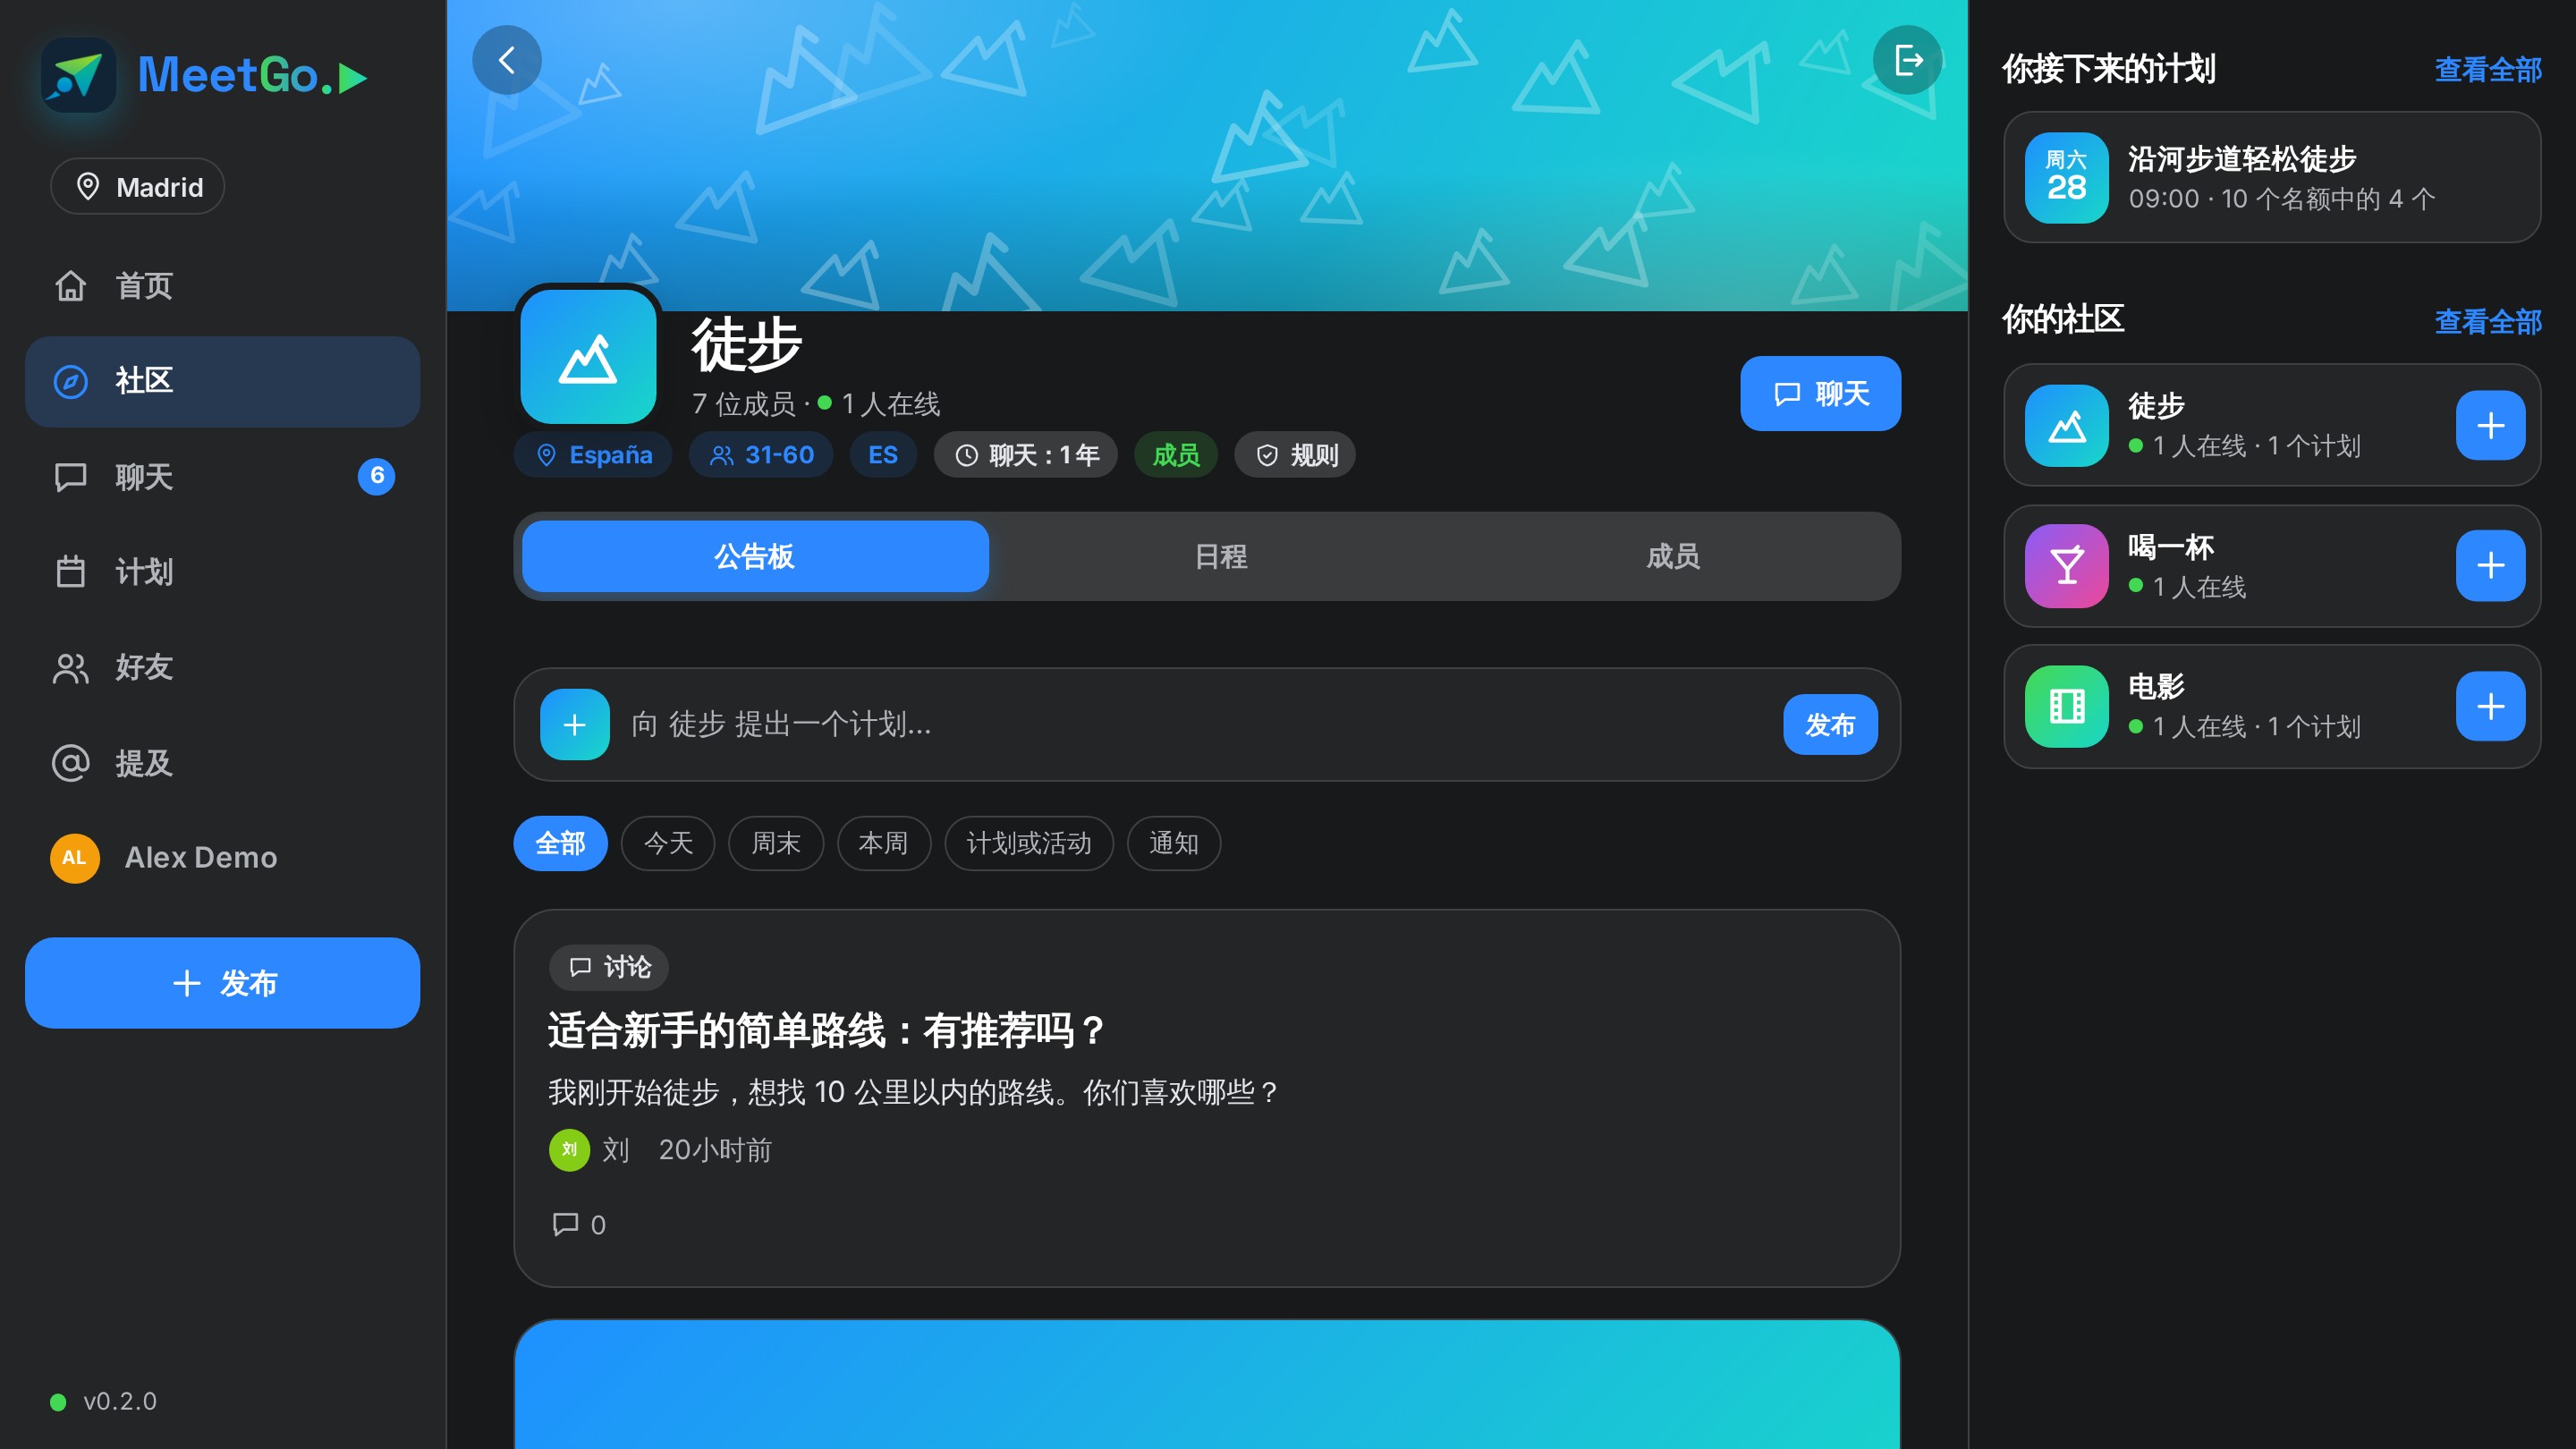 MeetGo.
Madrid
首页
社区
聊天
6
计划
好友
提及
AL
Alex Demo
发布
v0.2.0
徒步
7 位成员 · 1 人在线
聊天
España
31-60
ES
聊天：1 年
成员
规则
公告板
日程
成员
向 徒步 提出一个计划...
发布
全部
今天
周末
本周
计划或活动
通知
讨论
适合新手的简单路线：有推荐吗？
我刚开始徒步，想找 10 公里以内的路线。你们喜欢哪些？
刘
刘
20小时前
0
你接下来的计划
查看全部
周六
28
沿河步道轻松徒步
09:00 · 10 个名额中的 4 个
你的社区
查看全部
徒步
1 人在线 · 1 个计划
喝一杯
1 人在线
电影
1 人在线 · 1 个计划